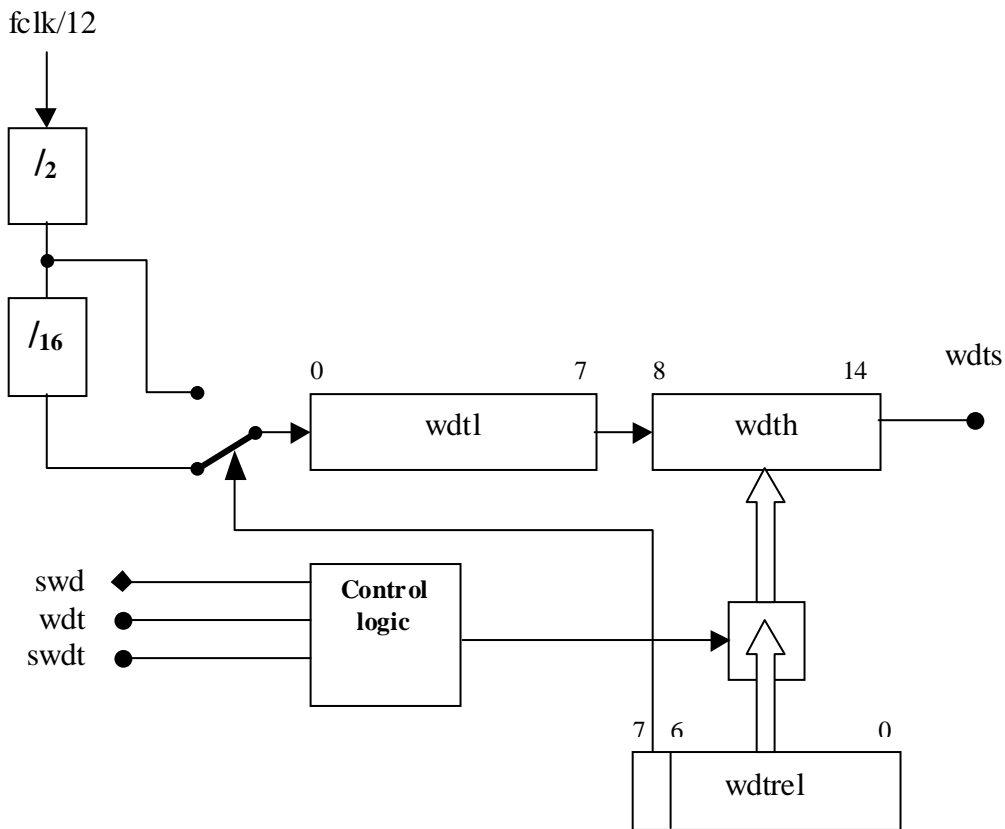 fclk/12
/2
/16
wdts
0 7 8 14
wdtl wdth
swd
wdt
swdt
Control
logic
7 6 0
wdtrel